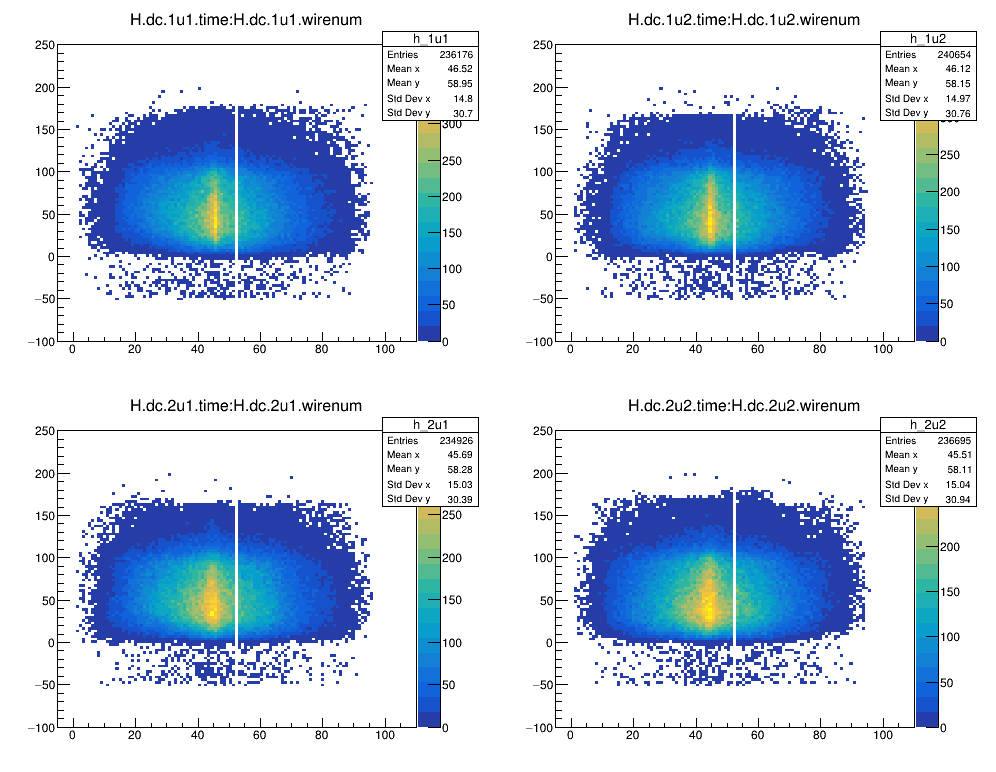 H.dc.1u1.time:H.dc.1u1.wirenum
h_1u1
Entries 236176
Mean x 46.52
Mean y 58.95
Std Dev x 14.8
Std Dev y 30.7
250
200
150
100
50
0
−50
−100
0 20 40 60 80 100
300
250
200
150
100
50
0
H.dc.1u2.time:H.dc.1u2.wirenum
h_1u2
Entries 240654
Mean x 46.12
Mean y 58.15
Std Dev x 14.97
Std Dev y 30.76
250
200
150
100
50
0
−50
−100
0 20 40 60 80 100
250
200
150
100
50
0
H.dc.2u1.time:H.dc.2u1.wirenum
h_2u1
Entries 234926
Mean x 45.69
Mean y 58.28
Std Dev x 15.03
Std Dev y 30.39
250
200
150
100
50
0
−50
−100
0 20 40 60 80 100
250
200
150
100
50
0
H.dc.2u2.time:H.dc.2u2.wirenum
h_2u2
Entries 236695
Mean x 45.51
Mean y 58.11
Std Dev x 15.04
Std Dev y 30.94
250
200
150
100
50
0
−50
−100
0 20 40 60 80 100
200
150
100
50
0